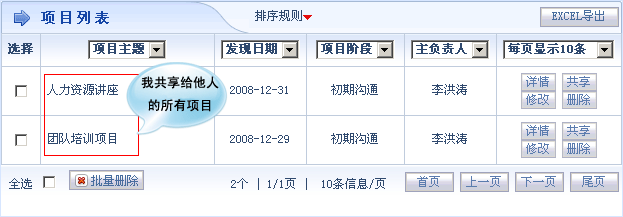 项目列表 排序规则 EXCEL导出
选择 项目主题 发现日期 项目阶段 主负责人 每页显示10条
人力资源讲座 2008-12-31 初期沟通 李洪涛 详情 共享
修改 删除
我共享给他人
的所有项目
团队培训项目 2008-12-29 初期沟通 李洪涛 详情 共享
修改 删除
全选 批量删除 2个 | 1/1页 | 10条信息/页 首页 上一页 下一页 尾页